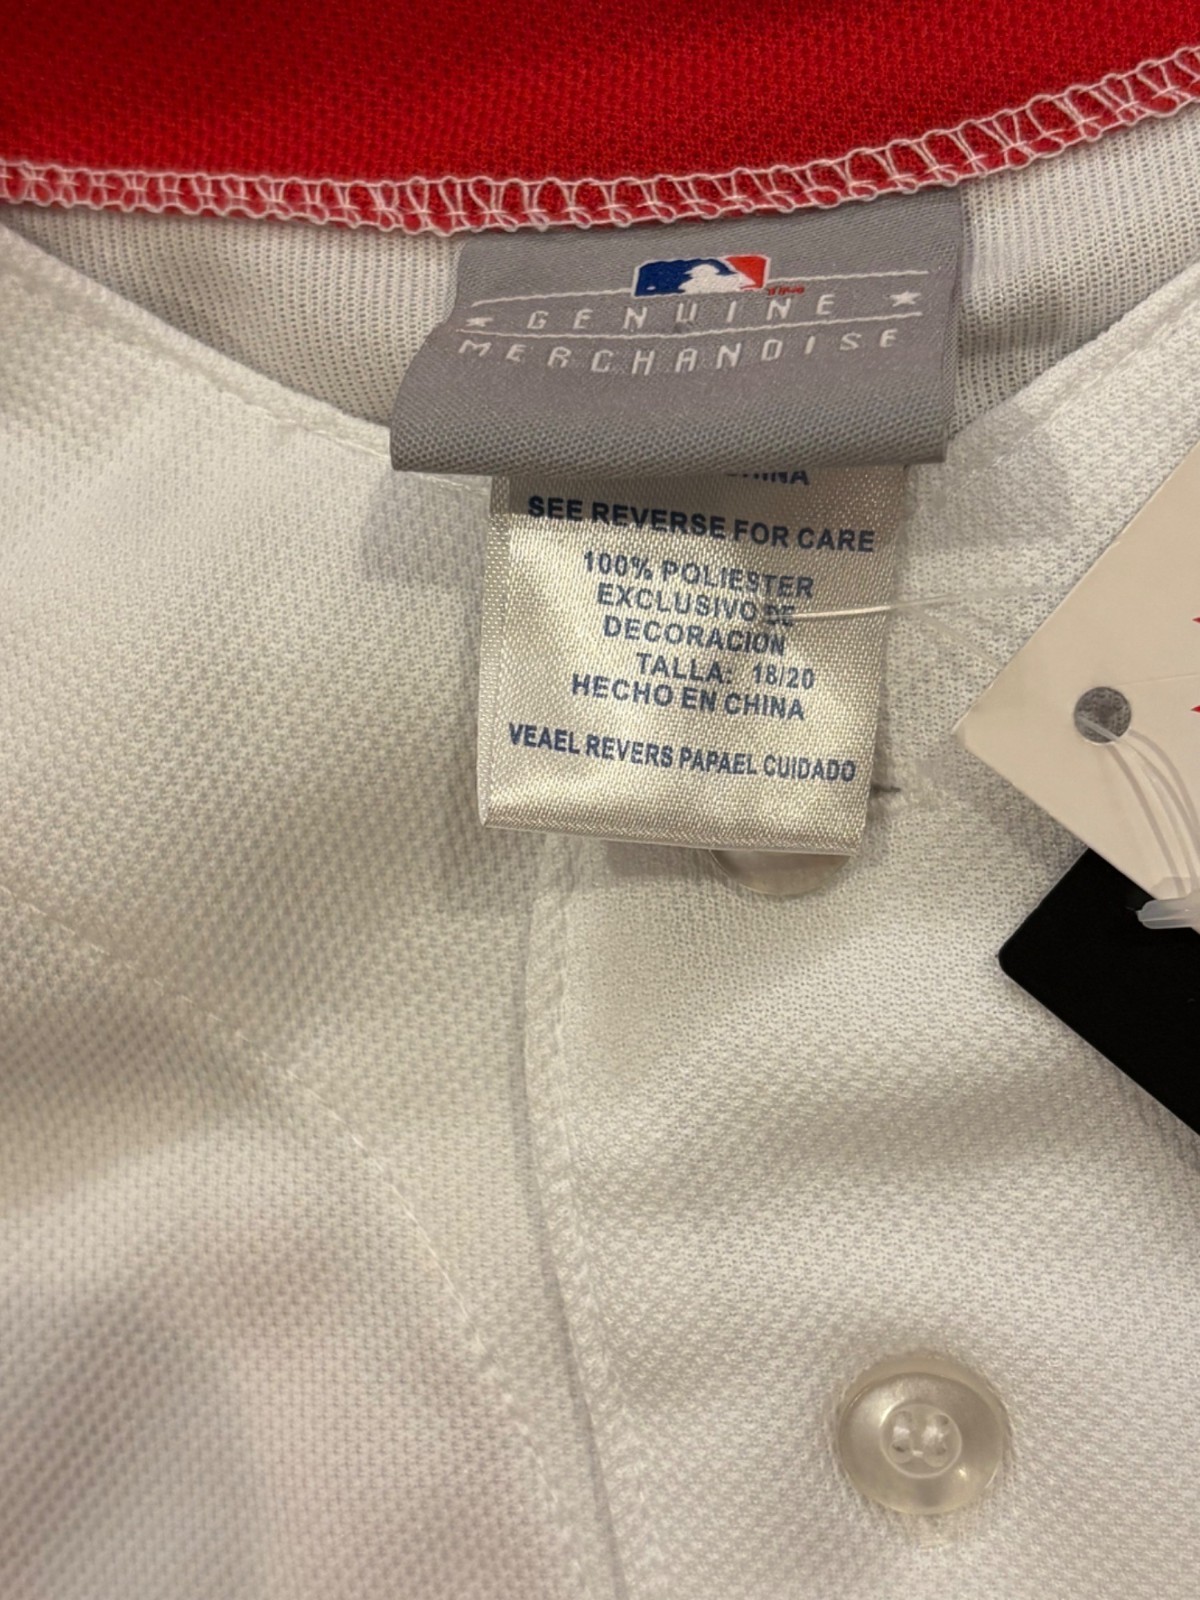 GENUINE
MERCHANDISE
CHINA
SEE REVERSE FOR CARE
100% POLIESTER
EXCLUSIVO DE
DECORACION
TALLA: 18/20
HECHO EN CHINA
VEAEL REVERS PAPAEL CUIDADO